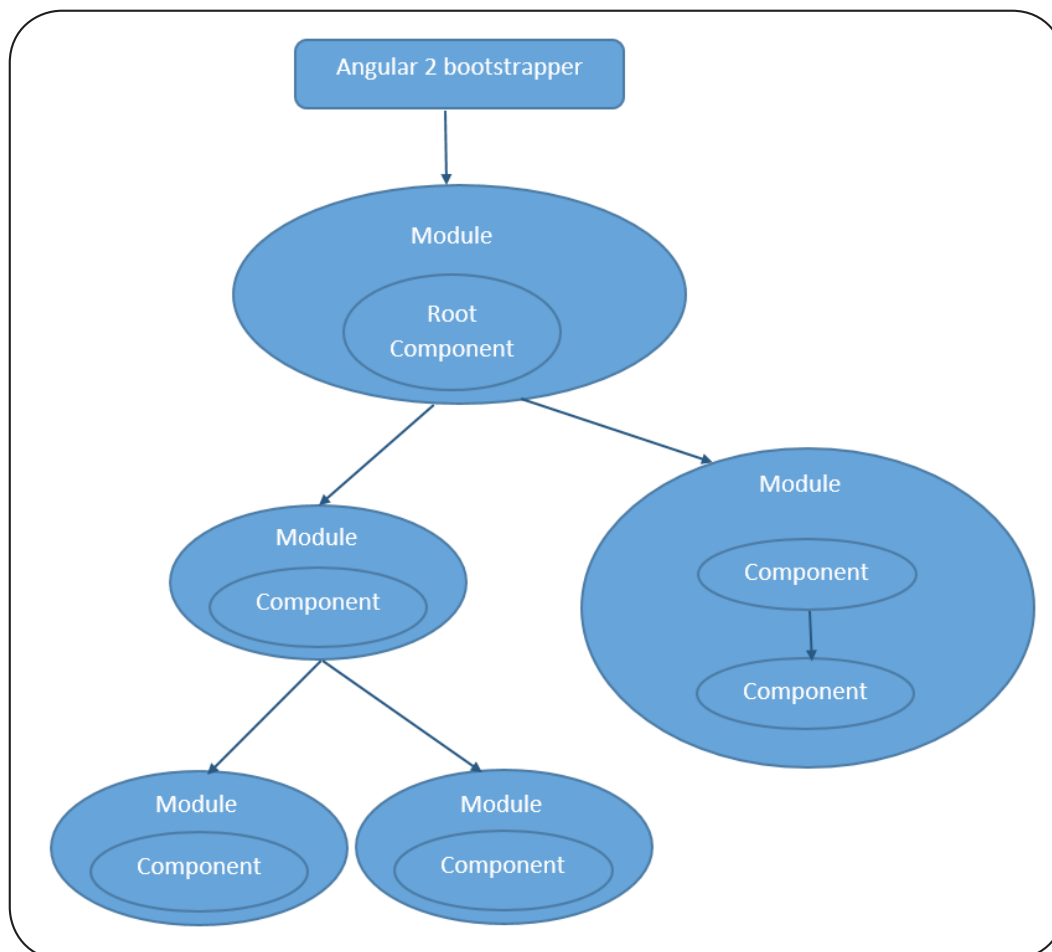 Angular 2 bootstrapper
Module
Root
Component
Module
Component
Module
Component
Component
Module
Component
Module
Component